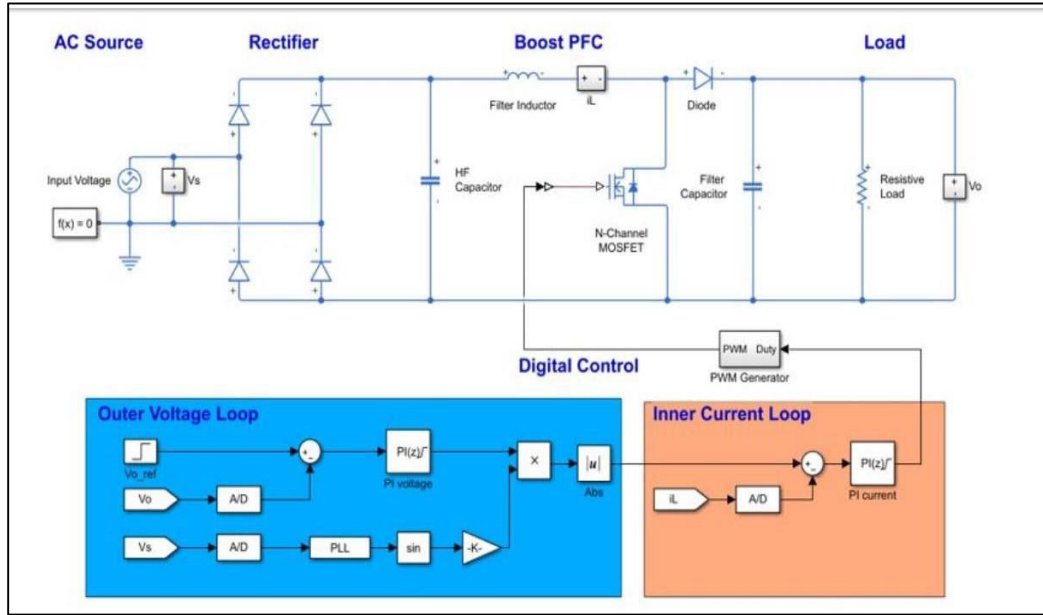 AC Source
Rectifier
Boost PFC
Load
+
-
+
-
iL
+
-
Filter Inductor
Diode
-
+
-
+
Input Voltage
+
-
Vs
f(x) = 0
-
+
-
+
+
HF
Capacitor
-
N-Channel
MOSFET
+
Filter
Capacitor
-
+
Resistive
Load
-
+
-
Vo
Digital Control
PWM Duty
PWM Generator
Outer Voltage Loop
Vo_ref
+
-
PI(z)
PI voltage
×
|u|
Abs
Vo
A/D
Vs
A/D
PLL
sin
-K-
Inner Current Loop
iL
A/D
+
-
PI(z)
PI current